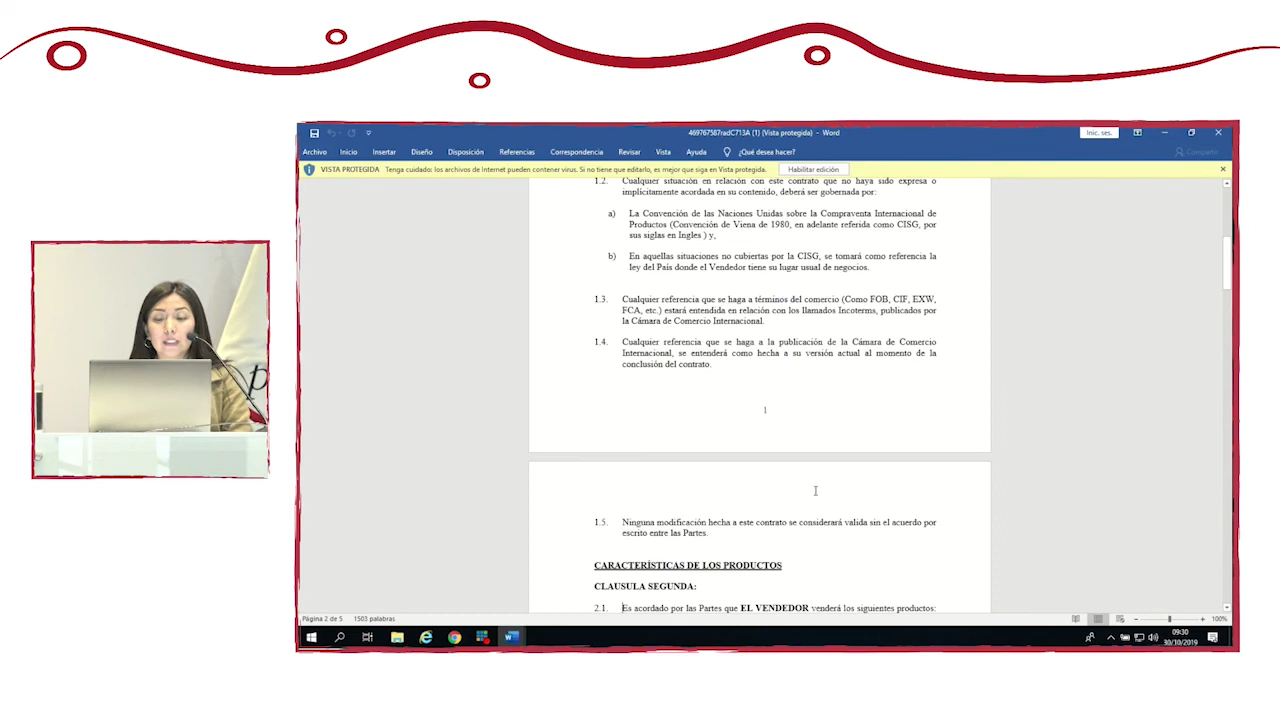 469767587radC713A (1) (Vista protegida) - Word
Inic. ses.
Archivo Inicio Insertar Diseño Disposición Referencias Correspondencia Revisar Vista Ayuda ¿Qué desea hacer? Compartir
VISTA PROTEGIDA Tenga cuidado: los archivos de Internet pueden contener virus. Si no tiene que editarlo, es mejor que siga en Vista protegida. Habilitar edición
1.2. Cualquier situación en relación con este contrato que no haya sido expresa o
implícitamente acordada en su contenido, deberá ser gobernada por:
a) La Convención de las Naciones Unidas sobre la Compraventa Internacional de
Productos (Convención de Viena de 1980, en adelante referida como CISG, por
sus siglas en Ingles ) y,
b) En aquellas situaciones no cubiertas por la CISG, se tomará como referencia la
ley del País donde el Vendedor tiene su lugar usual de negocios.
1.3. Cualquier referencia que se haga a términos del comercio (Como FOB, CIF, EXW,
FCA, etc.) estará entendida en relación con los llamados Incoterms, publicados por
la Cámara de Comercio Internacional.
1.4. Cualquier referencia que se haga a la publicación de la Cámara de Comercio
Internacional, se entenderá como hecha a su versión actual al momento de la
conclusión del contrato.
1
1.5. Ninguna modificación hecha a este contrato se considerará valida sin el acuerdo por
escrito entre las Partes.
CARACTERÍSTICAS DE LOS PRODUCTOS
CLAUSULA SEGUNDA:
2.1. Es acordado por las Partes que EL VENDEDOR venderá los siguientes productos:
Página 2 de 5 1503 palabras
100%
09:30
30/10/2019
p